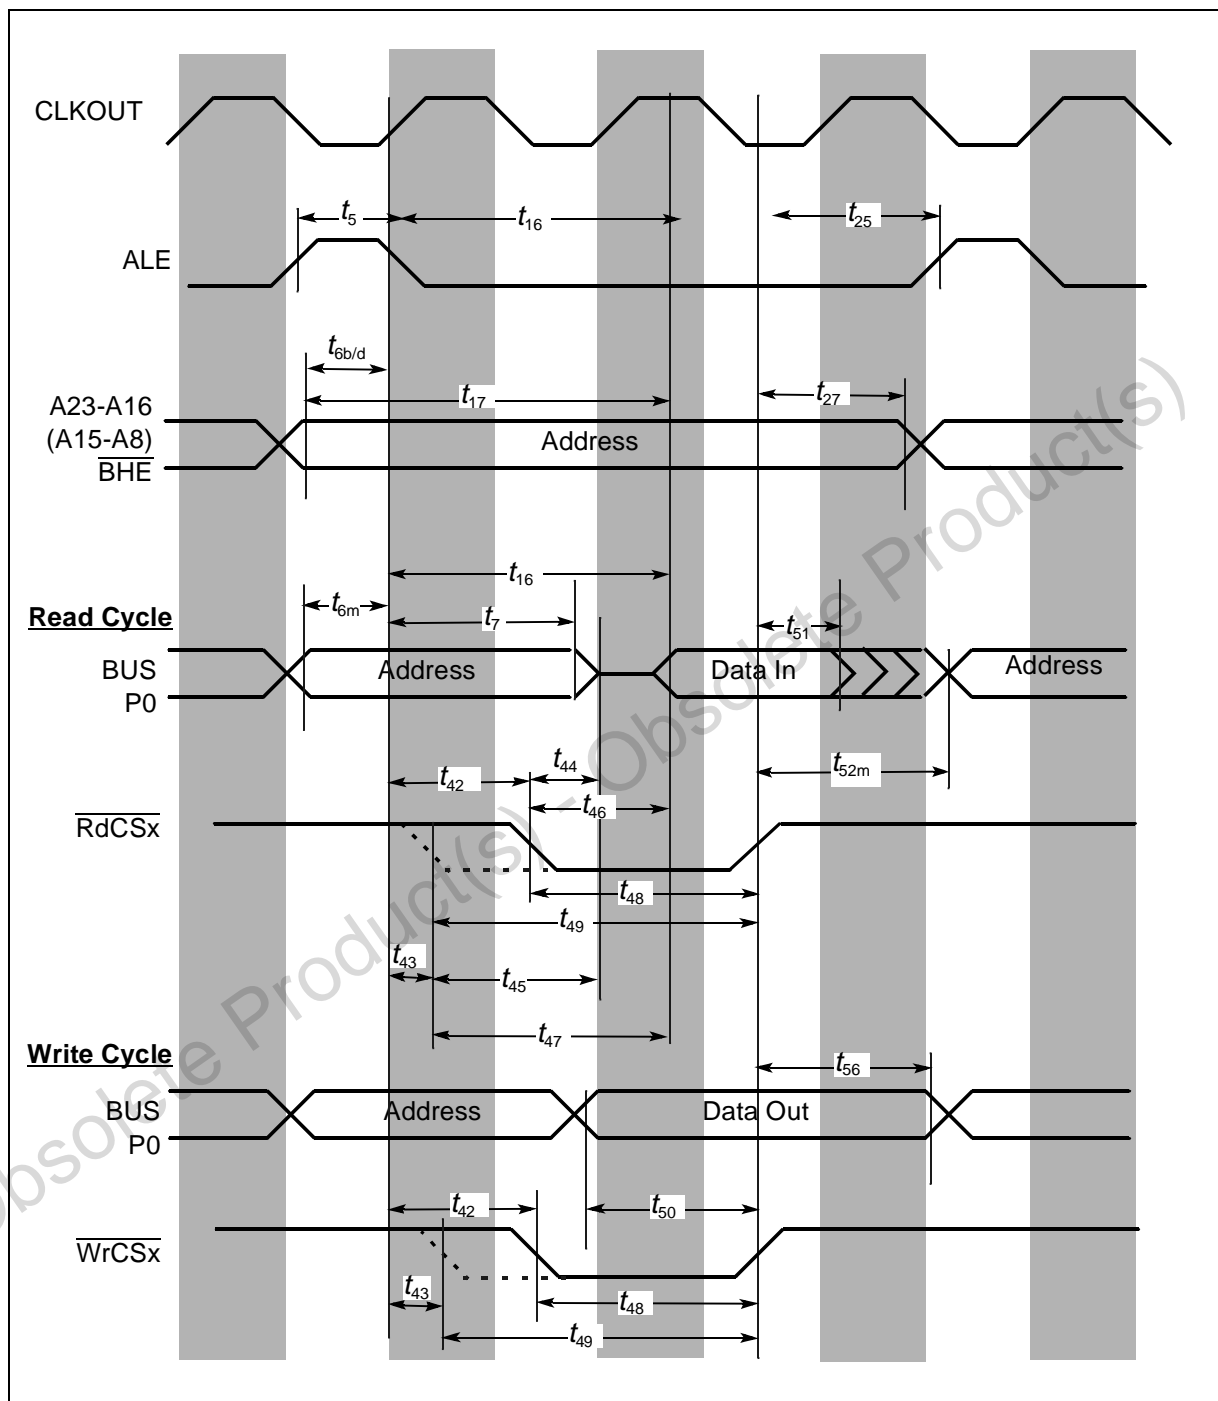 CLKOUT
t5
t16
t25
ALE
t6b/d
t17
t27
A23-A16
(A15-A8)
BHE
Address
t16
t6m
t7
t51
Read Cycle
BUS
P0
Address
Data In
Address
t42
t44
t52m
t46
RdCSx
t48
t49
t43
t45
t47
Write Cycle
t56
BUS
P0
Address
Data Out
t42
t50
WrCSx
t43
t48
t49
Obsolete Product(s) - Obsolete Product(s)